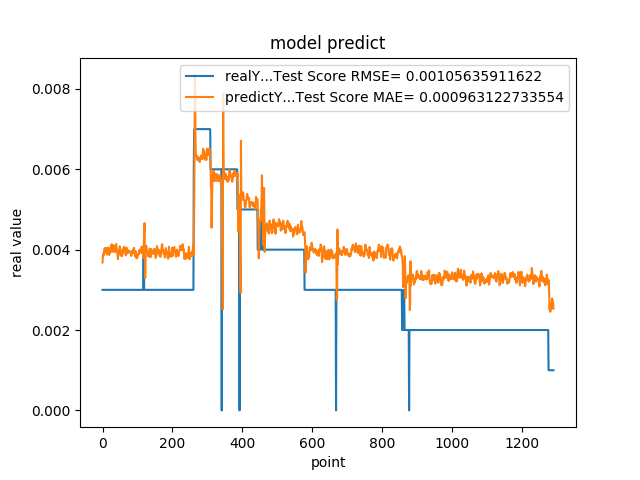 model predict
realY...Test Score RMSE= 0.00105635911622
predictY...Test Score MAE= 0.000963122733554
0.008
0.006
0.004
0.002
0.000
real value
0 200 400 600 800 1000 1200
point